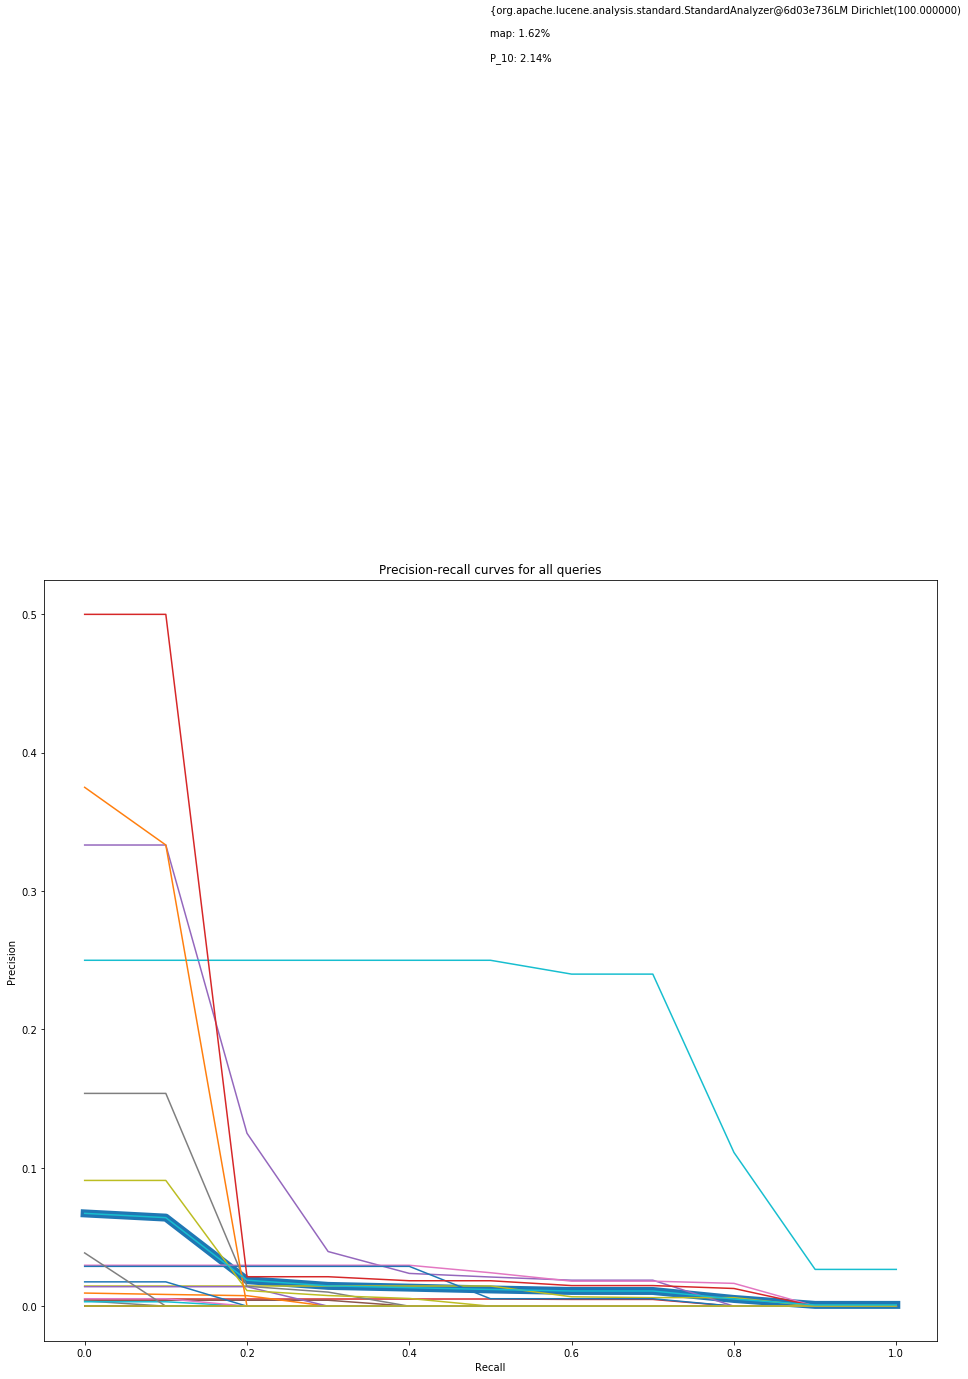 {org.apache.lucene.analysis.standard.StandardAnalyzer@6d03e736LM Dirichlet(100.000000)
map: 1.62%
P_10: 2.14%
Precision-recall curves for all queries
0.5
0.4
0.3
0.2
0.1
0.0
Precision
0.0 0.2 0.4 0.6 0.8 1.0
Recall